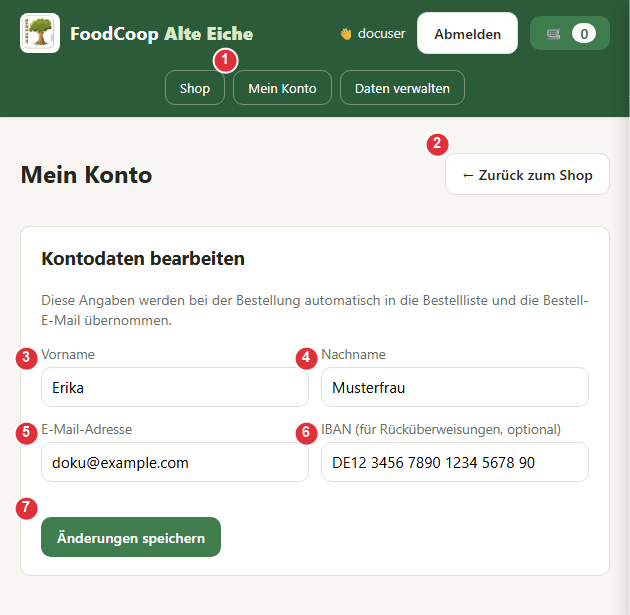 FoodCoop Alte Eiche
👋 docuser
Abmelden
🛒 0
1
Shop
Mein Konto
Daten verwalten
2
Mein Konto
← Zurück zum Shop
Kontodaten bearbeiten
Diese Angaben werden bei der Bestellung automatisch in die Bestellliste und die Bestell-
E-Mail übernommen.
3 Vorname
4 Nachname
Erika
Musterfrau
5 E-Mail-Adresse
6 IBAN (für Rücküberweisungen, optional)
doku@example.com
DE12 3456 7890 1234 5678 90
7
Änderungen speichern